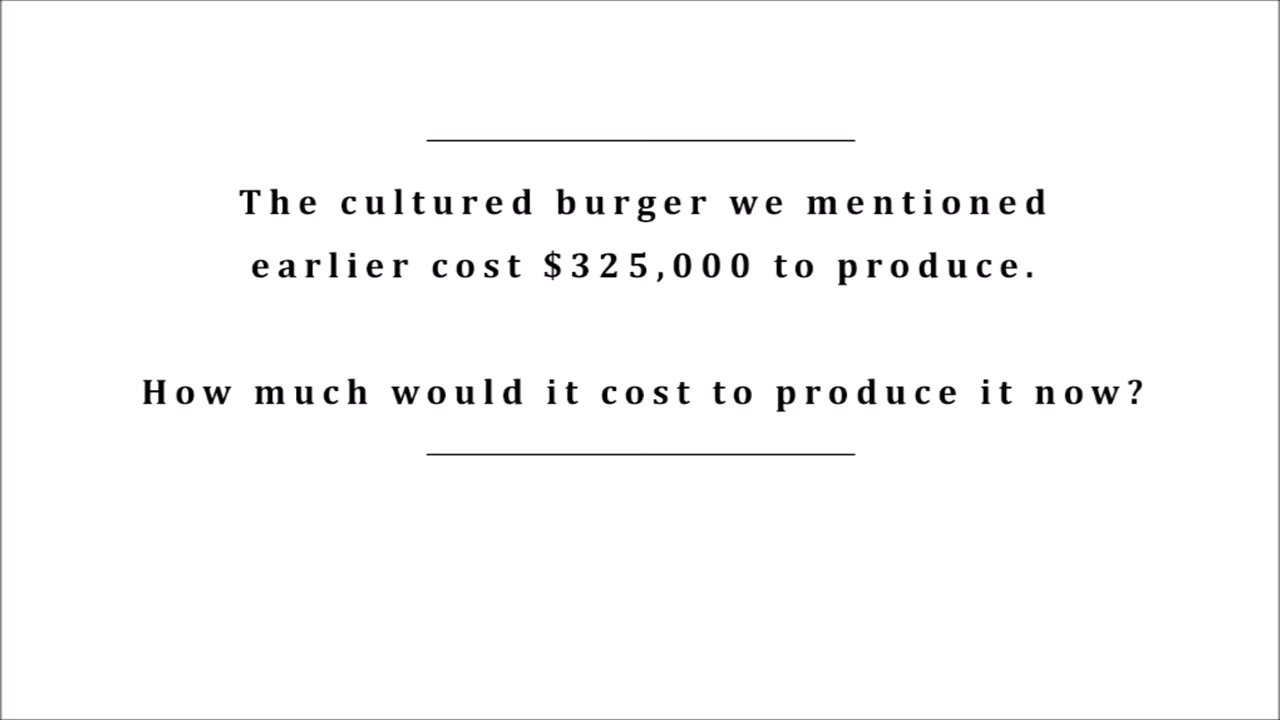 The cultured burger we mentioned
earlier cost $325,000 to produce.
How much would it cost to produce it now?